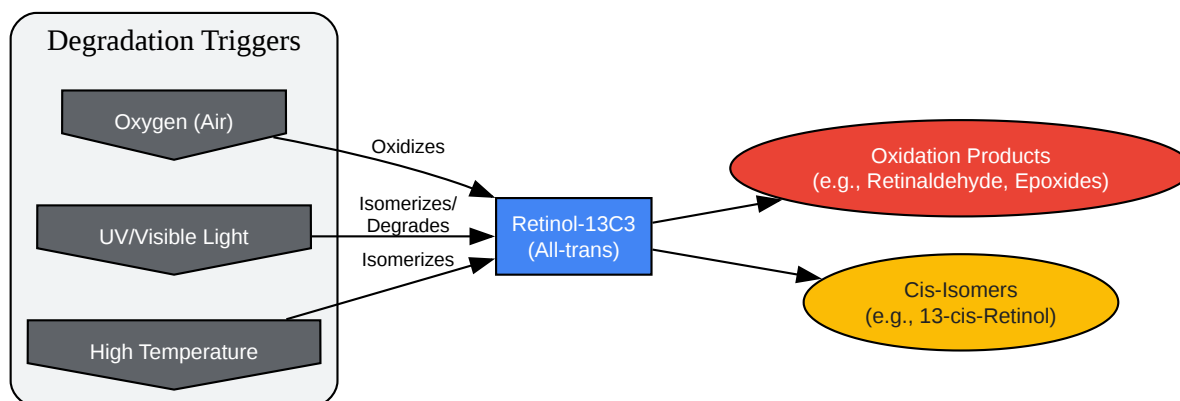 Degradation Triggers
Oxygen (Air)
UV/Visible Light
High Temperature
Oxidizes
Isomerizes/
Degrades
Isomerizes
Retinol-13C3
(All-trans)
Oxidation Products
(e.g., Retinaldehyde, Epoxides)
Cis-Isomers
(e.g., 13-cis-Retinol)